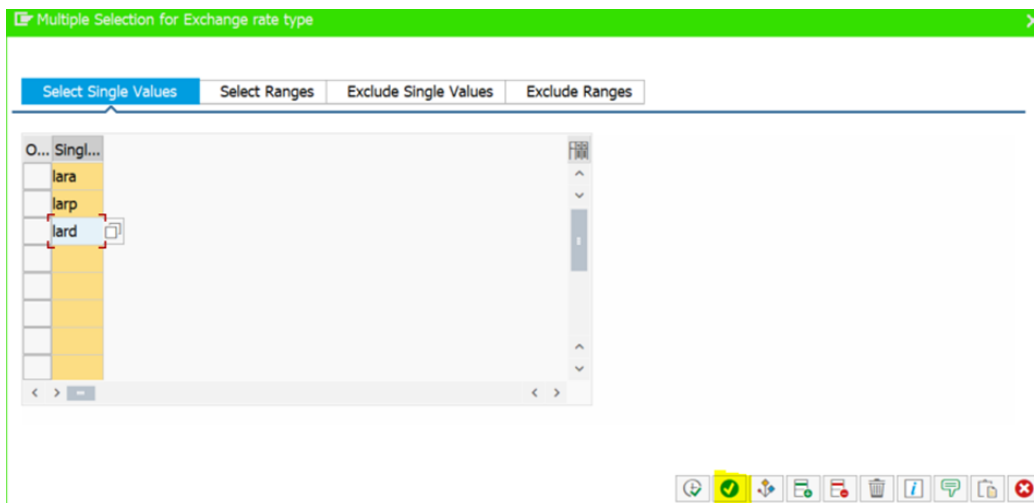 Multiple Selection for Exchange rate type
Select Single Values Select Ranges Exclude Single Values Exclude Ranges
O... Singl...
lara
larp
lard